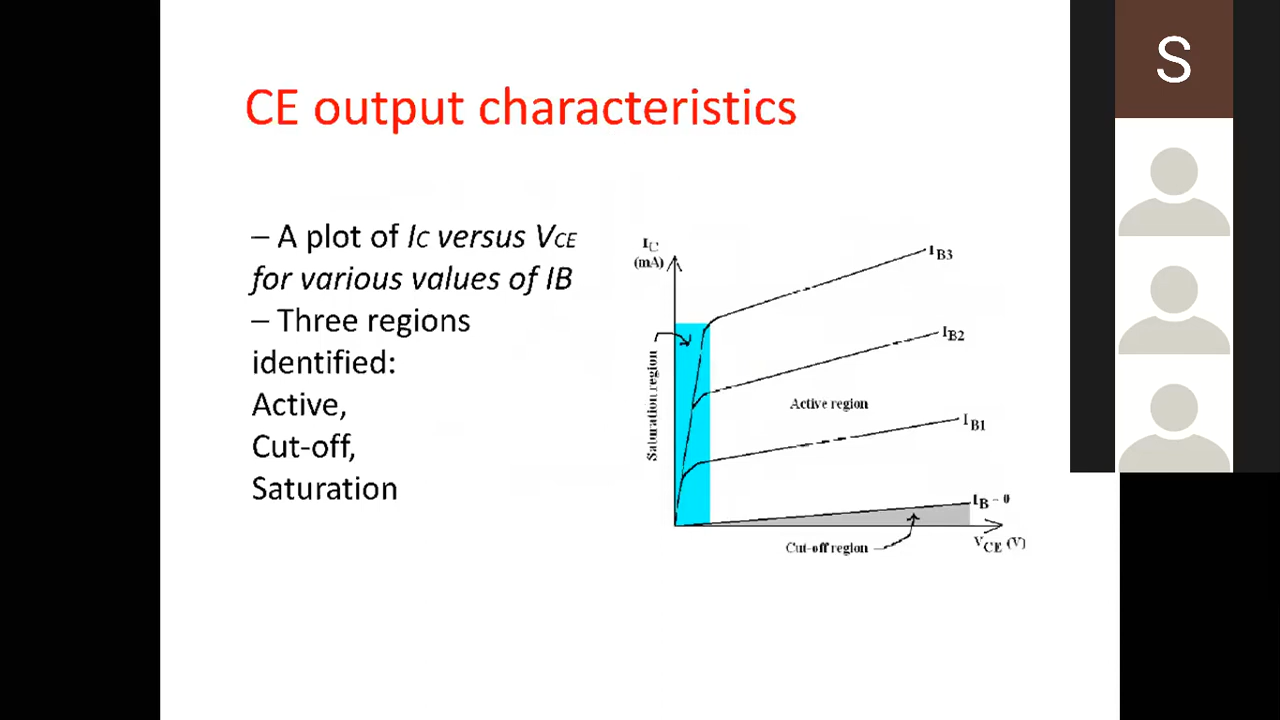 CE output characteristics
– A plot of IC versus VCE
for various values of IB
– Three regions
identified:
Active,
Cut-off,
Saturation
IC
(mA)
Saturation region
IB3
IB2
Active region
IB1
IB = 0
Cut-off region
VCE (V)
S